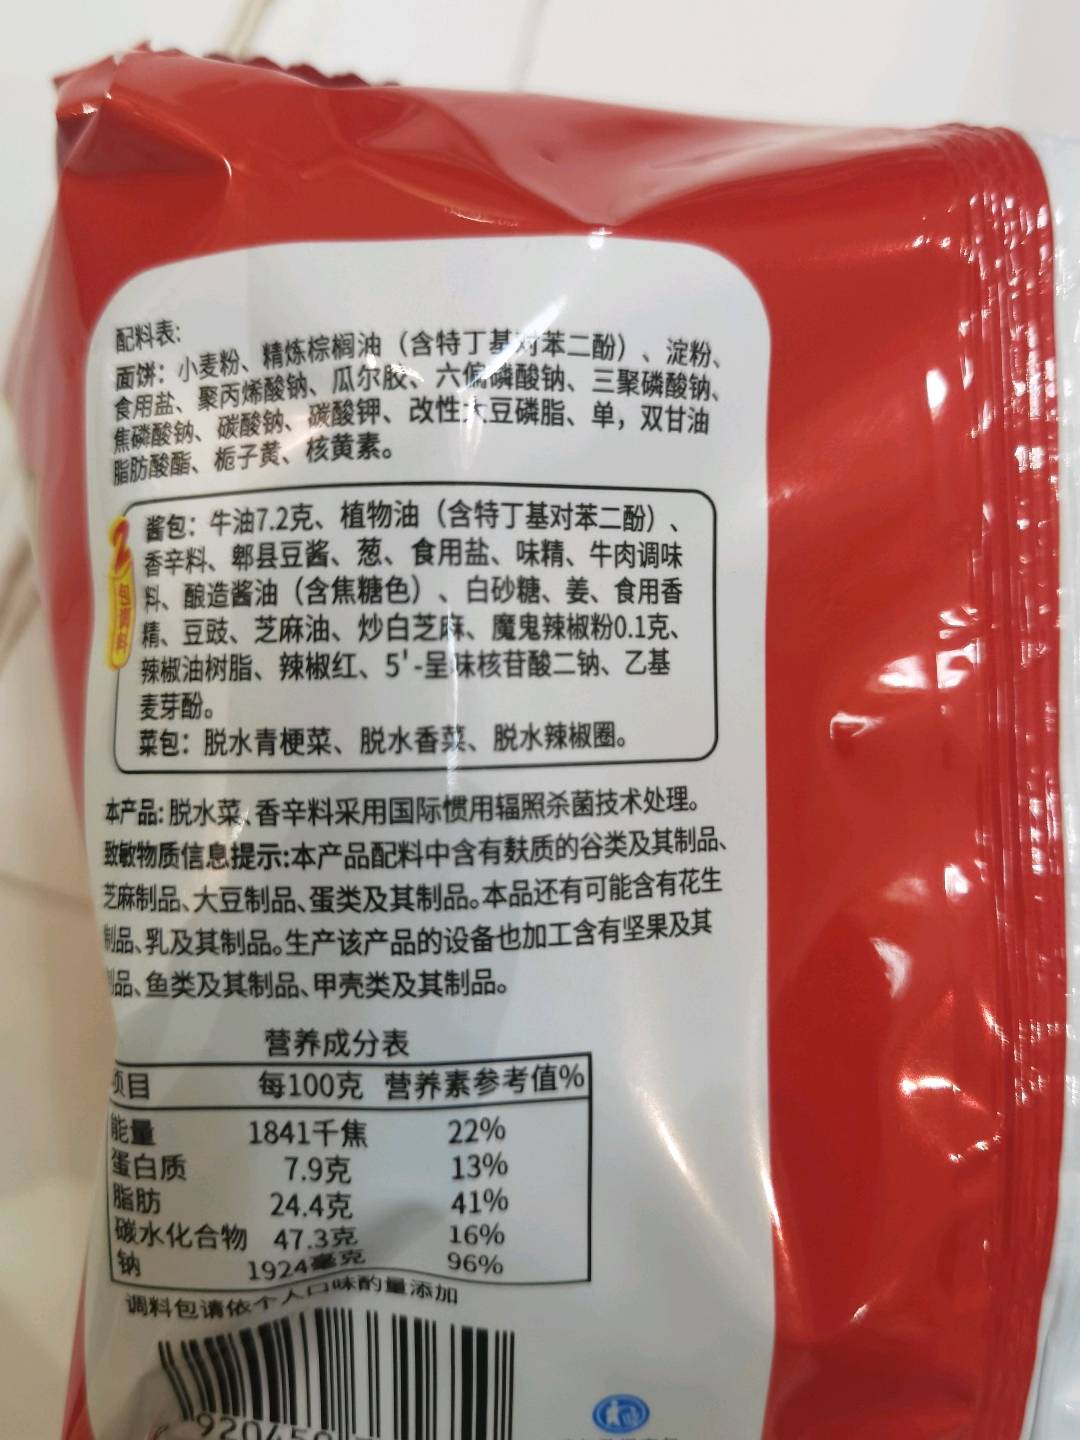 配料表:
面饼：小麦粉、精炼棕榈油（含特丁基对苯二酚）、淀粉、
食用盐、聚丙烯酸钠、瓜尔胶、六偏磷酸钠、三聚磷酸钠、
焦磷酸钠、碳酸钠、碳酸钾、改性大豆磷脂、单，双甘油
脂肪酸酯、栀子黄、核黄素。
2
包调料
酱包：牛油7.2克、植物油（含特丁基对苯二酚）、
香辛料、郫县豆酱、葱、食用盐、味精、牛肉调味
料、酿造酱油（含焦糖色）、白砂糖、姜、食用香
精、豆豉、芝麻油、炒白芝麻、魔鬼辣椒粉0.1克、
辣椒油树脂、辣椒红、5'-呈味核苷酸二钠、乙基
麦芽酚。
菜包：脱水青梗菜、脱水香菜、脱水辣椒圈。
本产品:脱水菜、香辛料采用国际惯用辐照杀菌技术处理。
致敏物质信息提示:本产品配料中含有麸质的谷类及其制品、
芝麻制品、大豆制品、蛋类及其制品。本品还有可能含有花生
制品、乳及其制品。生产该产品的设备也加工含有坚果及其
制品、鱼类及其制品、甲壳类及其制品。
营养成分表
项目 每100克 营养素参考值%
能量 1841千焦 22%
蛋白质 7.9克 13%
脂肪 24.4克 41%
碳水化合物 47.3克 16%
钠 1924毫克 96%
调料包请依个人口味酌量添加